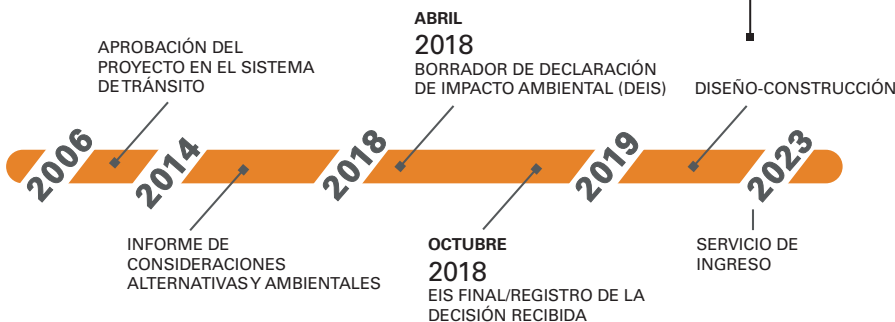 APROBACIÓN DEL
PROYECTO EN EL SISTEMA
DE TRÁNSITO
ABRIL
2018
BORRADOR DE DECLARACIÓN
DE IMPACTO AMBIENTAL (DEIS)
DISEÑO-CONSTRUCCIÓN
2006
2014
2018
2019
2023
INFORME DE
CONSIDERACIONES
ALTERNATIVAS Y AMBIENTALES
OCTUBRE
2018
EIS FINAL/REGISTRO DE LA
DECISIÓN RECIBIDA
SERVICIO DE
INGRESO